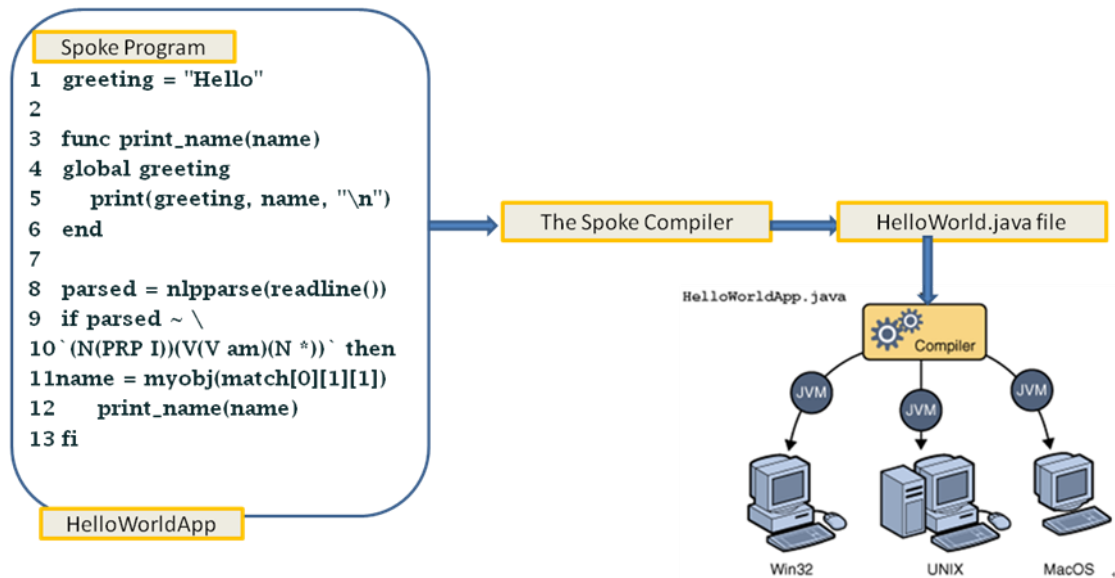 Spoke Program
1 greeting = "Hello"
2
3 func print_name(name)
4 global greeting
5 print(greeting, name, "\n")
6 end
7
8 parsed = nlpparse(readline())
9 if parsed ~ \
10`(N(PRP I))(V(V am)(N *))` then
11name = myobj(match[0][1][1])
12 print_name(name)
13 fi
HelloWorldApp
The Spoke Compiler
HelloWorld.java file
HelloWorldApp.java
Compiler
JVM
JVM
JVM
Win32
UNIX
MacOS